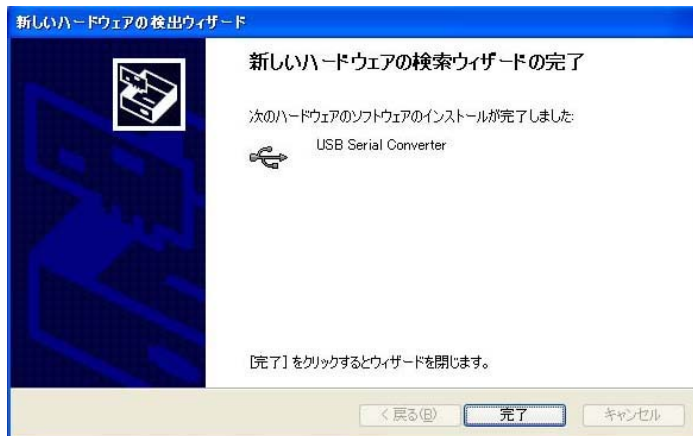 新しいハードウェアの検出ウィザード
新しいハードウェアの検索ウィザードの完了
次のハードウェアのソフトウェアのインストールが完了しました:
USB Serial Converter
[完了] をクリックするとウィザードを閉じます。
< 戻る(B) 完了 キャンセル